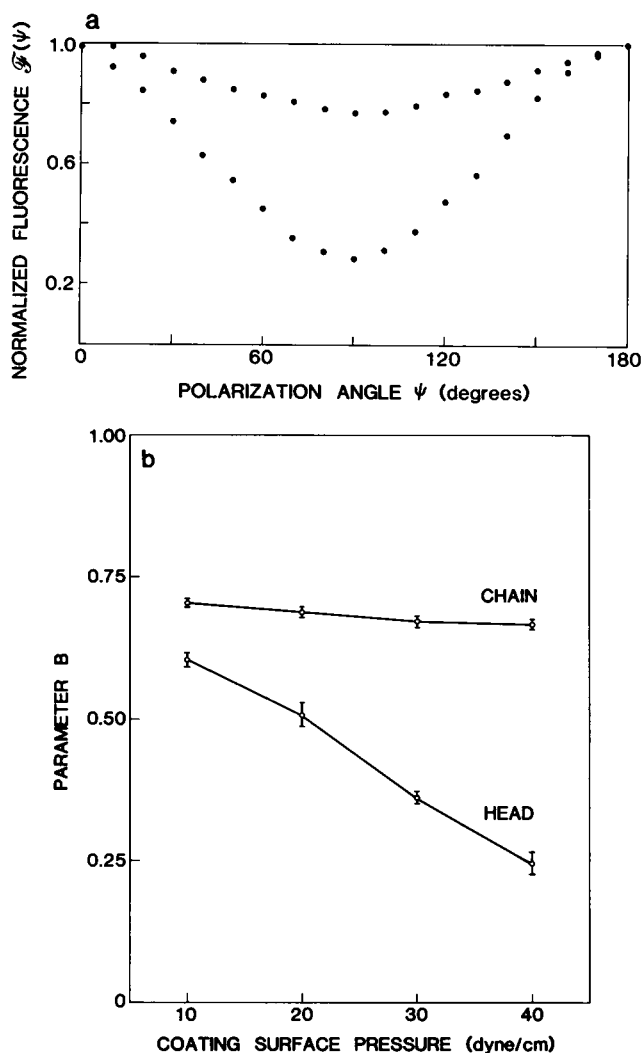 a
NORMALIZED FLUORESCENCE ℱ(ψ)
1.0
0.6
0.2
0 60 120 180
POLARIZATION ANGLE ψ (degrees)
b
1.00
0.75
0.50
0.25
0
PARAMETER B
CHAIN
HEAD
10 20 30 40
COATING SURFACE PRESSURE (dyne/cm)